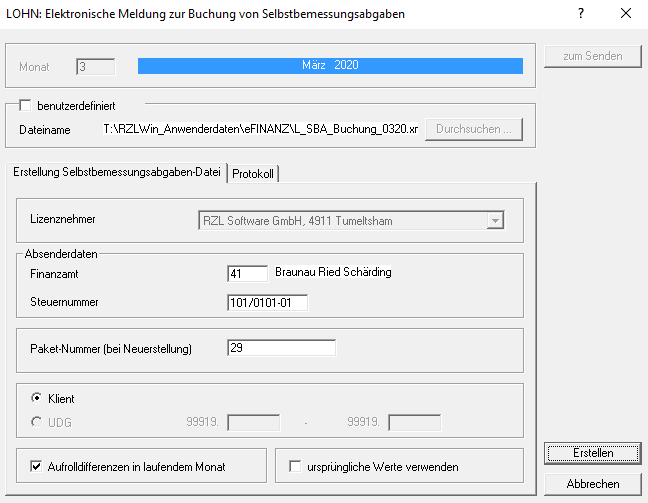 LOHN: Elektronische Meldung zur Buchung von Selbstbemessungsabgaben
? X
Monat 3 März 2020 zum Senden
benutzerdefiniert
Dateiname T:\RZLWin_Anwenderdaten\eFINANZ\L_SBA_Buchung_0320.xr Durchsuchen ...
Erstellung Selbstbemessungsabgaben-Datei Protokoll
Lizenznehmer RZL Software GmbH, 4911 Tumeltsham
Absenderdaten
Finanzamt 41 Braunau Ried Schärding
Steuernummer 101/0101-01
Paket-Nummer (bei Neuerstellung) 29
Klient
UDG 99919. - 99919.
Aufrolldifferenzen in laufendem Monat ursprüngliche Werte verwenden
Erstellen
Abbrechen